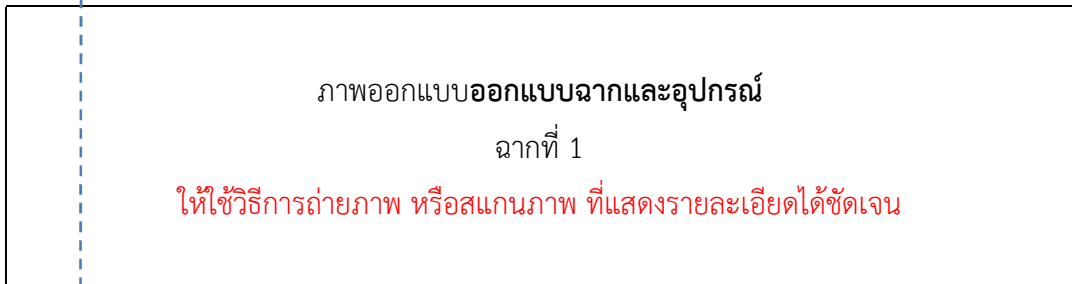 ภาพออกแบบออกแบบฉากและอุปกรณ์
ฉากที่ 1
ให้ใช้วิธีการถ่ายภาพ หรือสแกนภาพ ที่แสดงรายละเอียดได้ชัดเจน